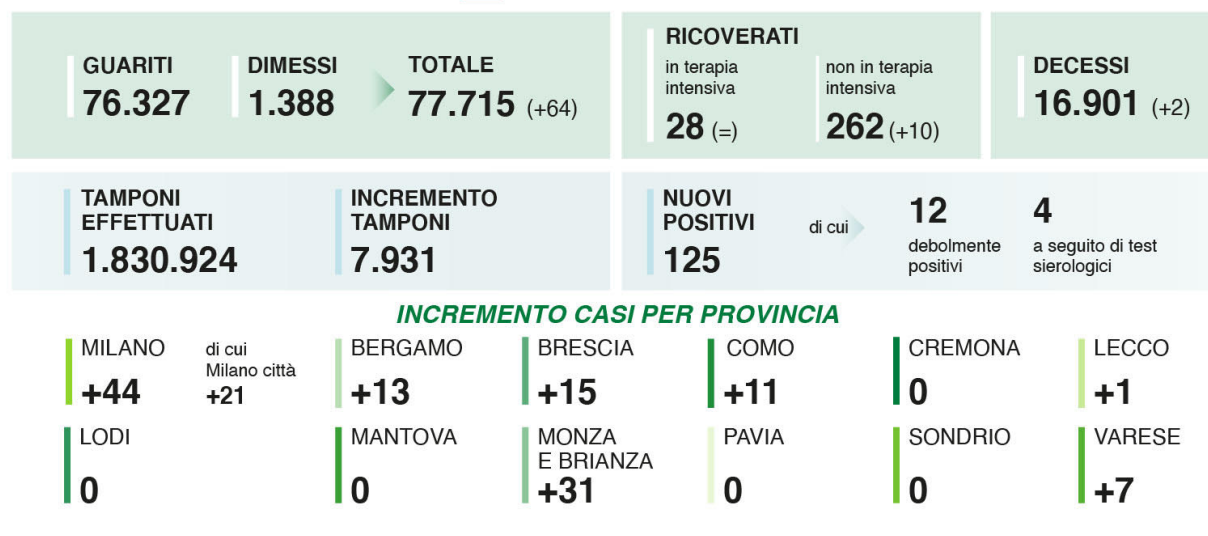 GUARITI
76.327
DIMESSI
1.388
TOTALE
77.715 (+64)
RICOVERATI
in terapia
intensiva
28 (=)
non in terapia
intensiva
262 (+10)
DECESSI
16.901 (+2)
TAMPONI
EFFETTUATI
1.830.924
INCREMENTO
TAMPONI
7.931
NUOVI
POSITIVI
125
di cui
12
debolmente
positivi
4
a seguito di test
sierologici
INCREMENTO CASI PER PROVINCIA
MILANO
+44
di cui
Milano città
+21
BERGAMO
+13
BRESCIA
+15
COMO
+11
CREMONA
0
LECCO
+1
LODI
0
MANTOVA
0
MONZA
E BRIANZA
+31
PAVIA
0
SONDRIO
0
VARESE
+7